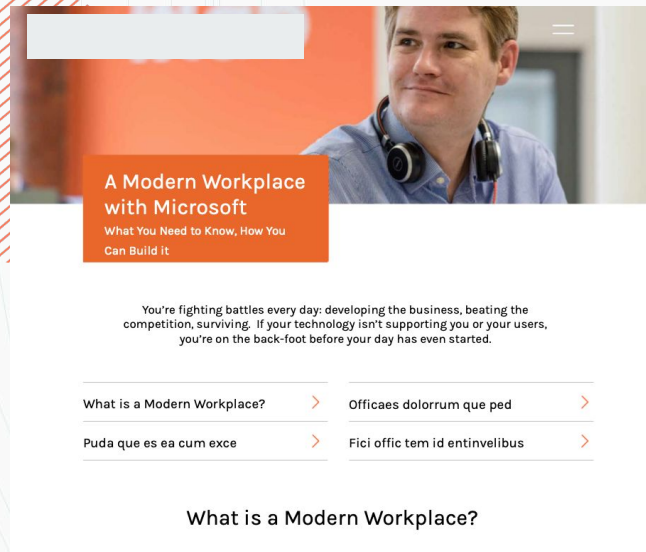 A Modern Workplace
with Microsoft
What You Need to Know, How You
Can Build it
You're fighting battles every day: developing the business, beating the
competition, surviving.  If your technology isn't supporting you or your users,
you're on the back-foot before your day has even started.
What is a Modern Workplace?
Officaes dolorrum que ped
Puda que es ea cum exce
Fici offic tem id entinvelibus
What is a Modern Workplace?